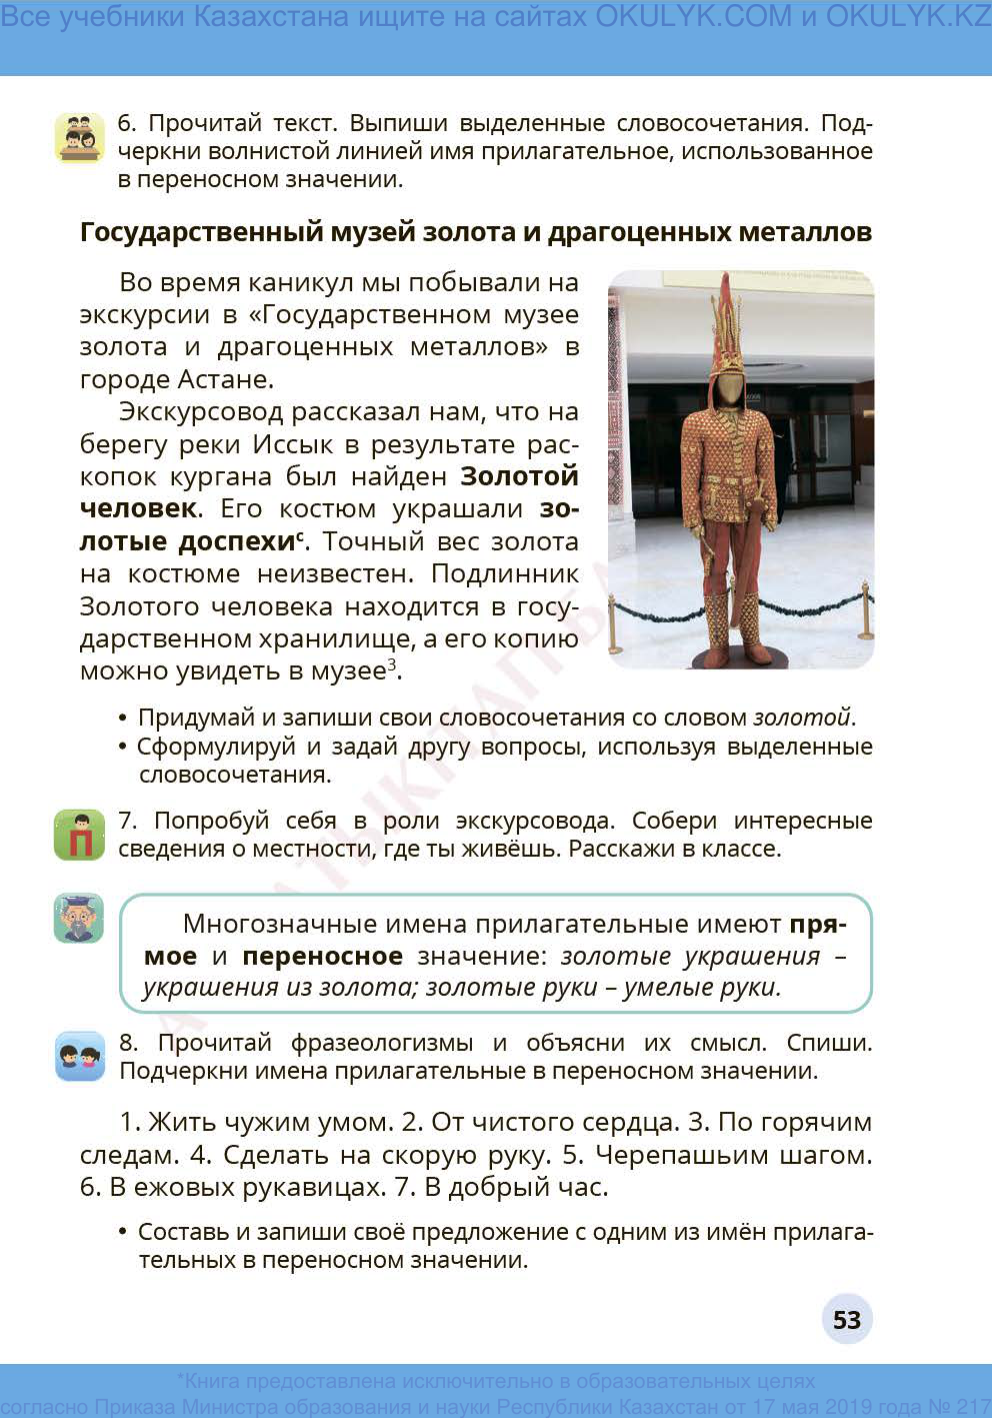 Все учебники Казахстана ищите на сайтах OKULYK.COM и OKULYK.KZ
6. Прочитай текст. Выпиши выделенные словосочетания. Под-
черкни волнистой линией имя прилагательное, использованное
в переносном значении.
Государственный музей золота и драгоценных металлов
Во время каникул мы побывали на
экскурсии в «Государственном музее
золота и драгоценных металлов» в
городе Астане.
Экскурсовод рассказал нам, что на
берегу реки Иссык в результате рас-
копок кургана был найден Золотой
человек. Его костюм украшали зо-
лотые доспехиᶜ. Точный вес золота
на костюме неизвестен. Подлинник
Золотого человека находится в госу-
дарственном хранилище, а его копию
можно увидеть в музее³.
• Придумай и запиши свои словосочетания со словом золотой.
• Сформулируй и задай другу вопросы, используя выделенные
словосочетания.
П
7. Попробуй себя в роли экскурсовода. Собери интересные
сведения о местности, где ты живёшь. Расскажи в классе.
Многозначные имена прилагательные имеют пря-
мое и переносное значение: золотые украшения –
украшения из золота; золотые руки – умелые руки.
8. Прочитай фразеологизмы и объясни их смысл. Спиши.
Подчеркни имена прилагательные в переносном значении.
1. Жить чужим умом. 2. От чистого сердца. 3. По горячим
следам. 4. Сделать на скорую руку. 5. Черепашьим шагом.
6. В ежовых рукавицах. 7. В добрый час.
• Составь и запиши своё предложение с одним из имён прилага-
тельных в переносном значении.
53
*Книга предоставлена исключительно в образовательных целях
согласно Приказа Министра образования и науки Республики Казахстан от 17 мая 2019 года № 217